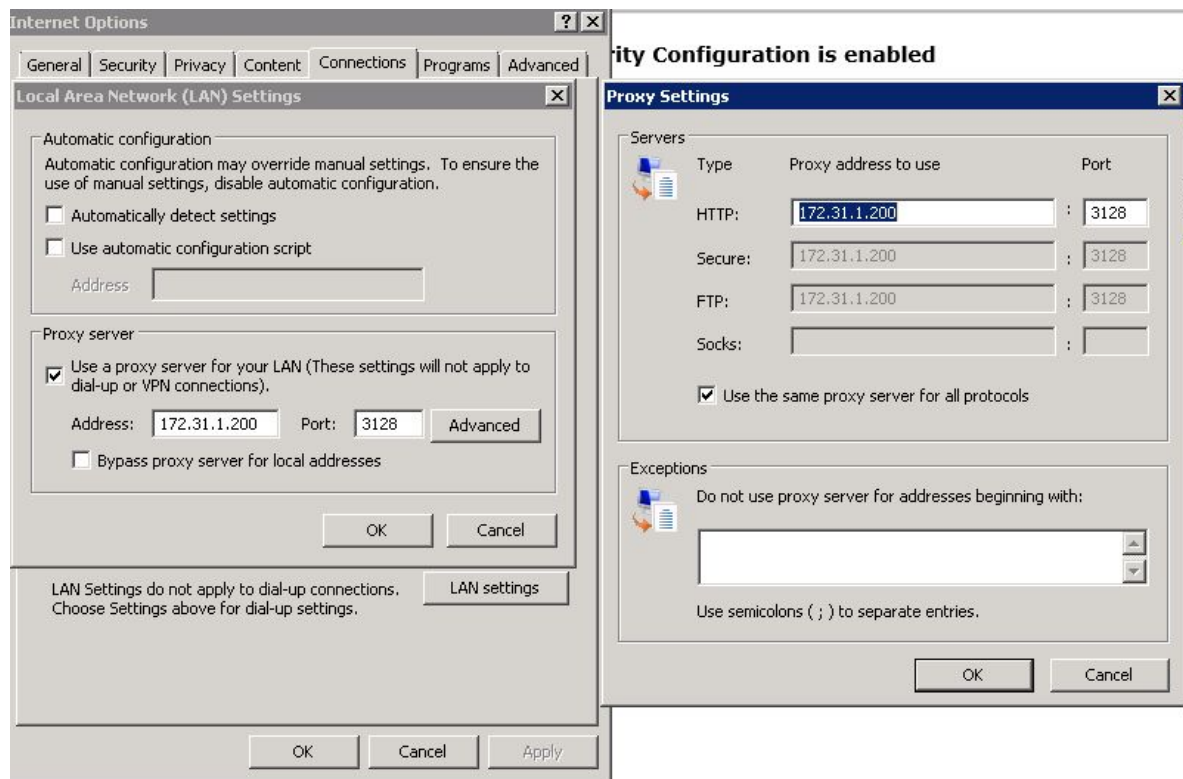 Internet Options
General Security Privacy Content Connections Programs Advanced
Local Area Network (LAN) Settings
Automatic configuration
Automatic configuration may override manual settings. To ensure the
use of manual settings, disable automatic configuration.
Automatically detect settings
Use automatic configuration script
Address
Proxy server
Use a proxy server for your LAN (These settings will not apply to
dial-up or VPN connections).
Address: 172.31.1.200 Port: 3128 Advanced
Bypass proxy server for local addresses
OK Cancel
LAN Settings do not apply to dial-up connections.
Choose Settings above for dial-up settings.
LAN settings
OK Cancel Apply
rity Configuration is enabled
Proxy Settings
Servers
Type Proxy address to use Port
HTTP: 172.31.1.200 : 3128
Secure: 172.31.1.200 : 3128
FTP: 172.31.1.200 : 3128
Socks: :
Use the same proxy server for all protocols
Exceptions
Do not use proxy server for addresses beginning with:
Use semicolons ( ; ) to separate entries.
OK Cancel